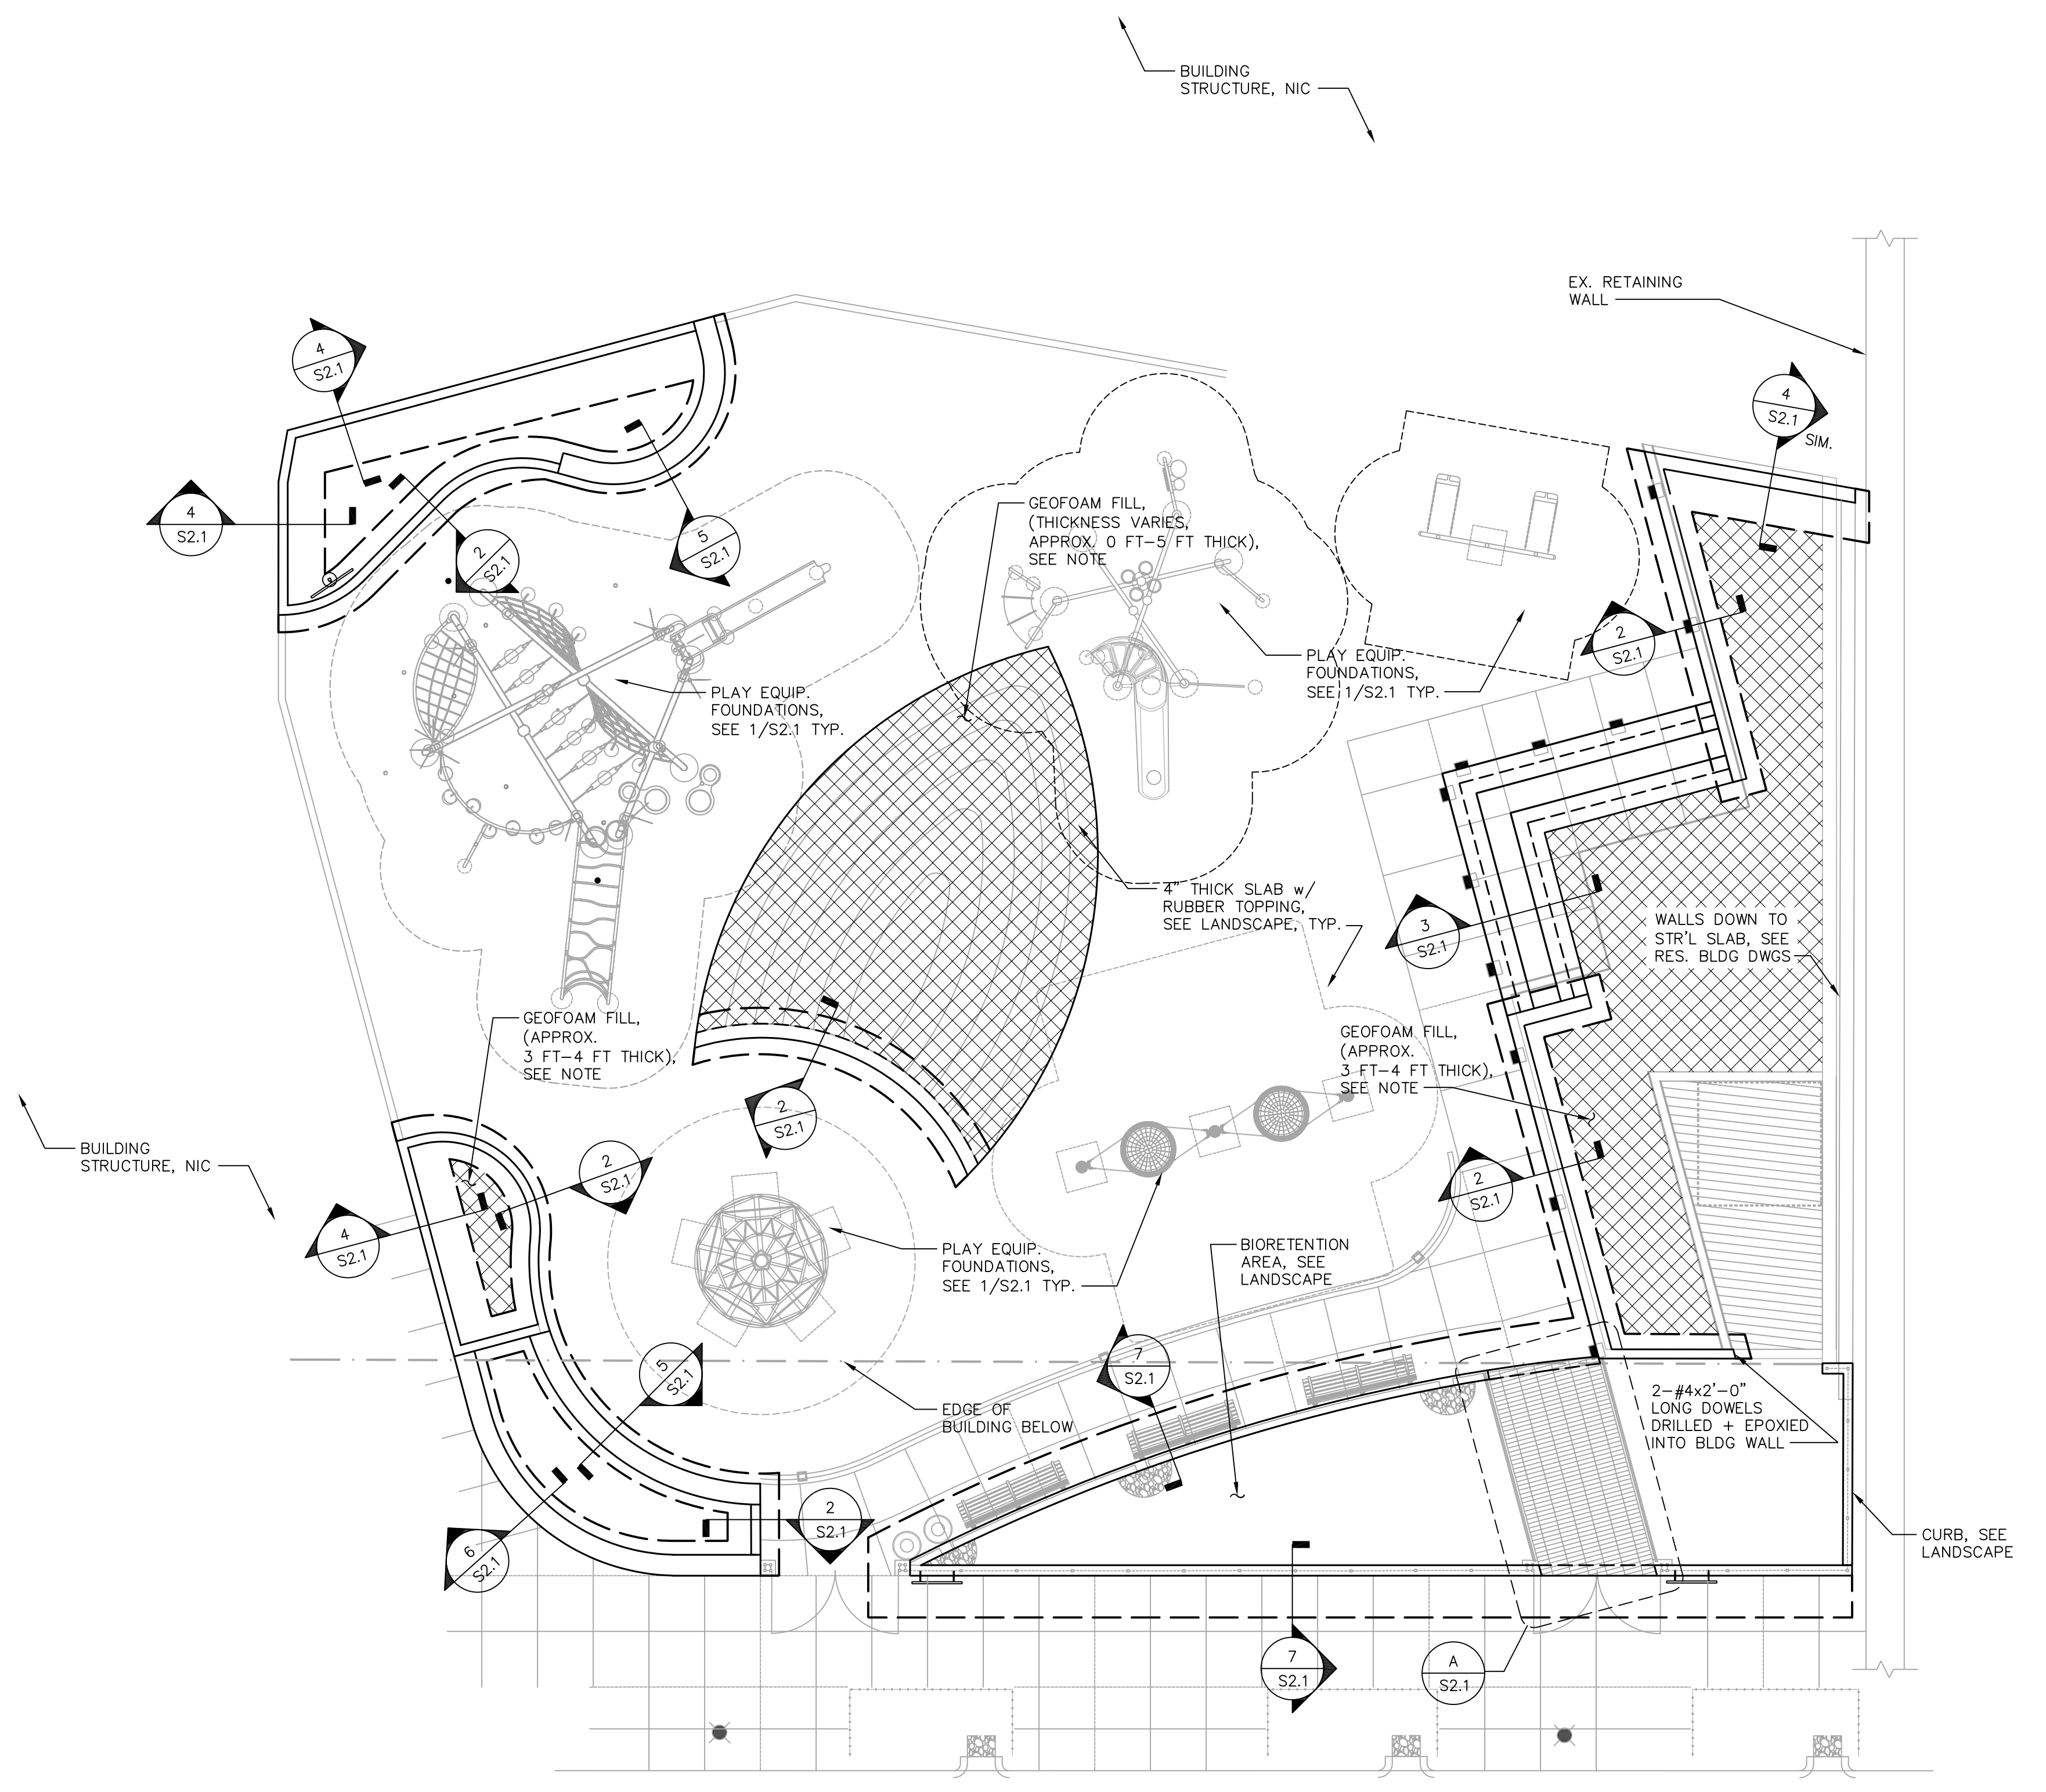 BUILDING
STRUCTURE, NIC
EX. RETAINING
WALL
4
S2.1
4
S2.1
SIM.
4
S2.1
GEOFOAM FILL,
(THICKNESS VARIES,
APPROX. 0 FT-5 FT THICK),
SEE NOTE
5
S2.1
2
S2.1
2
S2.1
PLAY EQUIP.
FOUNDATIONS,
SEE 1/S2.1 TYP.
PLAY EQUIP.
FOUNDATIONS,
SEE 1/S2.1 TYP.
4" THICK SLAB w/
RUBBER TOPPING,
SEE LANDSCAPE, TYP.
3
S2.1
WALLS DOWN TO
STR'L SLAB, SEE
RES. BLDG DWGS
GEOFOAM FILL,
(APPROX.
3 FT-4 FT THICK),
SEE NOTE
GEOFOAM FILL,
(APPROX.
3 FT-4 FT THICK),
SEE NOTE
2
S2.1
BUILDING
STRUCTURE, NIC
2
S2.1
2
S2.1
4
S2.1
PLAY EQUIP.
FOUNDATIONS,
SEE 1/S2.1 TYP.
BIORETENTION
AREA, SEE
LANDSCAPE
7
S2.1
5
S2.1
EDGE OF
BUILDING BELOW
2-#4x2'-0"
LONG DOWELS
DRILLED + EPOXIED
INTO BLDG WALL
2
S2.1
6
S2.1
CURB, SEE
LANDSCAPE
7
S2.1
A
S2.1